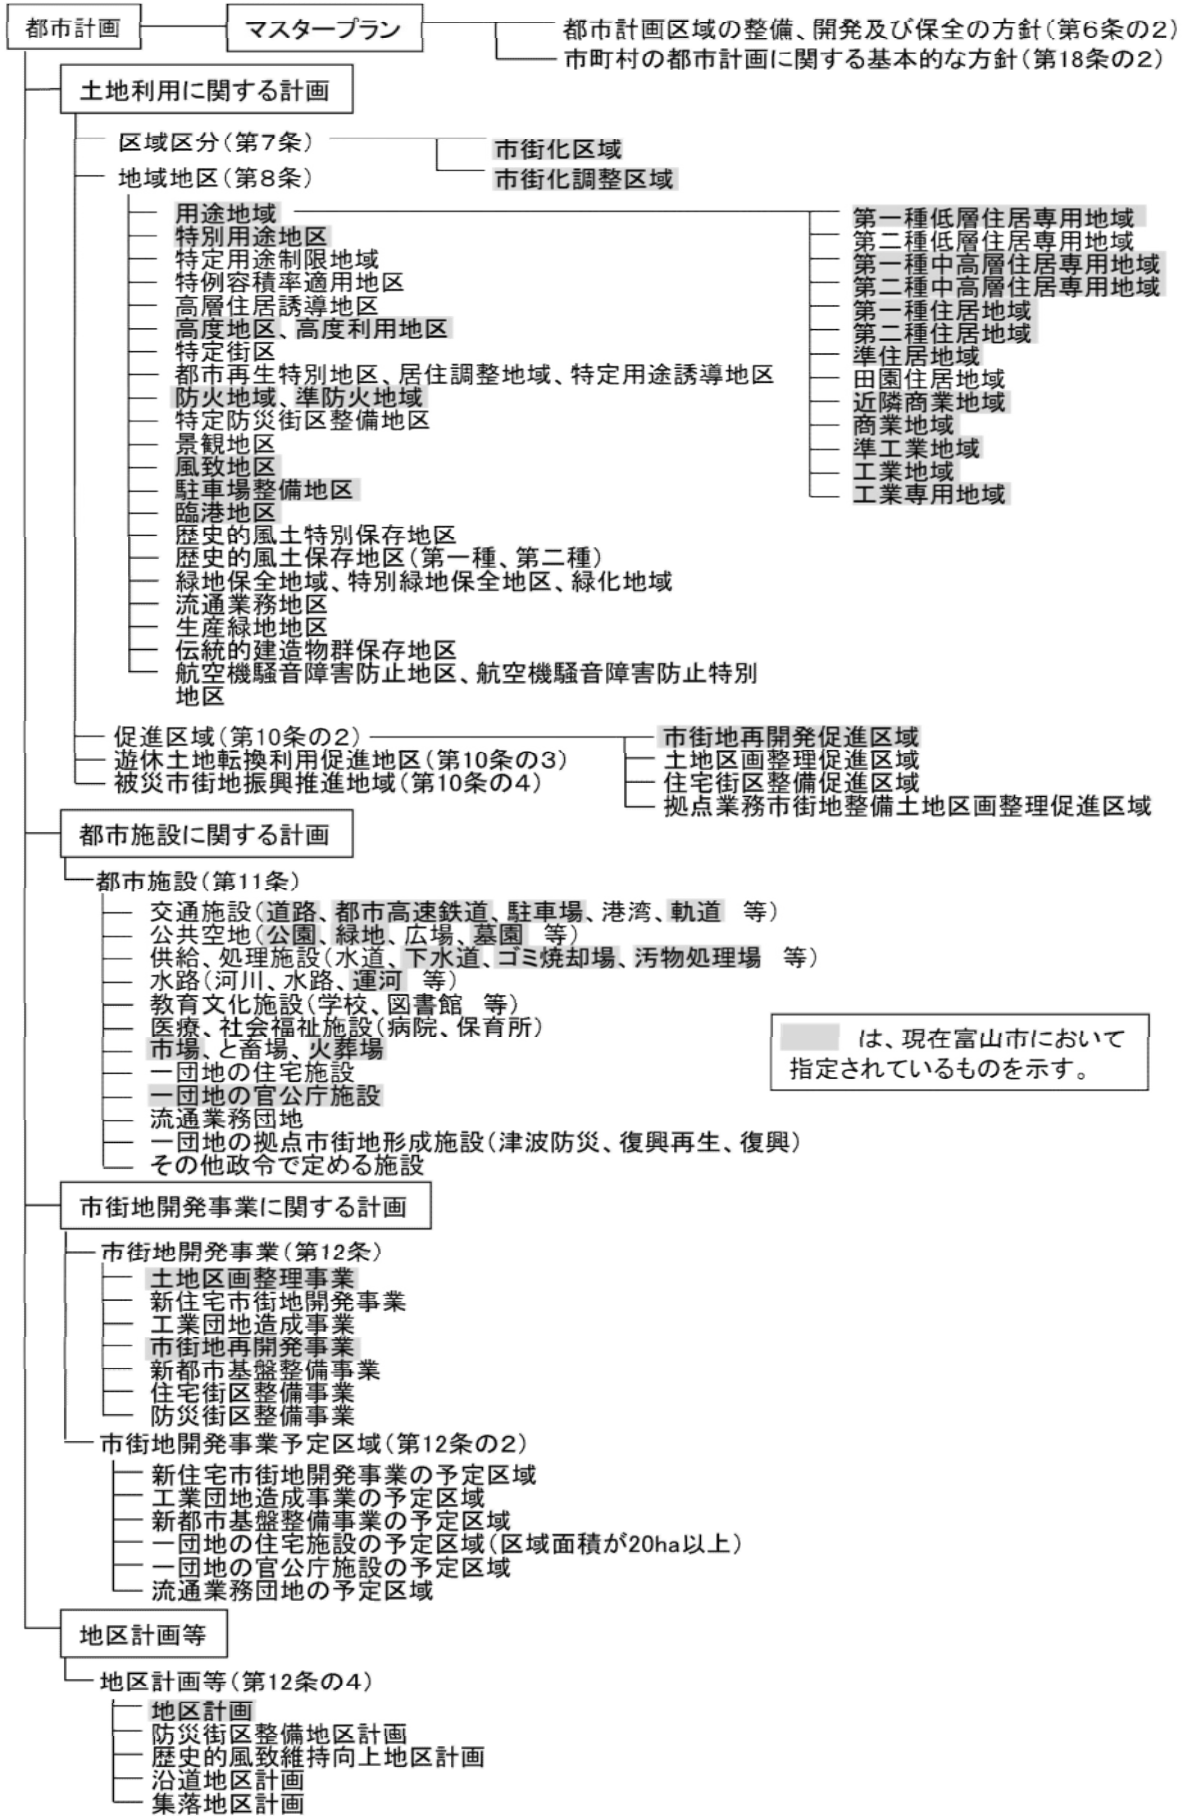 都市計画
マスタープラン
都市計画区域の整備、開発及び保全の方針(第6条の2)
市町村の都市計画に関する基本的な方針(第18条の2)
土地利用に関する計画
区域区分(第7条)
市街化区域
市街化調整区域
地域地区(第8条)
用途地域
特別用途地区
特定用途制限地域
特例容積率適用地区
高層住居誘導地区
高度地区、高度利用地区
特定街区
都市再生特別地区、居住調整地域、特定用途誘導地区
防火地域、準防火地域
特定防災街区整備地区
景観地区
風致地区
駐車場整備地区
臨港地区
歴史的風土特別保存地区
歴史的風土保存地区(第一種、第二種)
緑地保全地域、特別緑地保全地区、緑化地域
流通業務地区
生産緑地地区
伝統的建造物群保存地区
航空機騒音障害防止地区、航空機騒音障害防止特別
地区
第一種低層住居専用地域
第二種低層住居専用地域
第一種中高層住居専用地域
第二種中高層住居専用地域
第一種住居地域
第二種住居地域
準住居地域
田園住居地域
近隣商業地域
商業地域
準工業地域
工業地域
工業専用地域
促進区域(第10条の2)
遊休土地転換利用促進地区(第10条の3)
被災市街地振興推進地域(第10条の4)
市街地再開発促進区域
土地区画整理促進区域
住宅街区整備促進区域
拠点業務市街地整備土地区画整理促進区域
都市施設に関する計画
都市施設(第11条)
交通施設(道路、都市高速鉄道、駐車場、港湾、軌道 等)
公共空地(公園、緑地、広場、墓園 等)
供給、処理施設(水道、下水道、ゴミ焼却場、汚物処理場 等)
水路(河川、水路、運河 等)
教育文化施設(学校、図書館 等)
医療、社会福祉施設(病院、保育所)
市場、と畜場、火葬場
一団地の住宅施設
一団地の官公庁施設
流通業務団地
一団地の拠点市街地形成施設(津波防災、復興再生、復興)
その他政令で定める施設
は、現在富山市において
指定されているものを示す。
市街地開発事業に関する計画
市街地開発事業(第12条)
土地区画整理事業
新住宅市街地開発事業
工業団地造成事業
市街地再開発事業
新都市基盤整備事業
住宅街区整備事業
防災街区整備事業
市街地開発事業予定区域(第12条の2)
新住宅市街地開発事業の予定区域
工業団地造成事業の予定区域
新都市基盤整備事業の予定区域
一団地の住宅施設の予定区域(区域面積が20ha以上)
一団地の官公庁施設の予定区域
流通業務団地の予定区域
地区計画等
地区計画等(第12条の4)
地区計画
防災街区整備地区計画
歴史的風致維持向上地区計画
沿道地区計画
集落地区計画